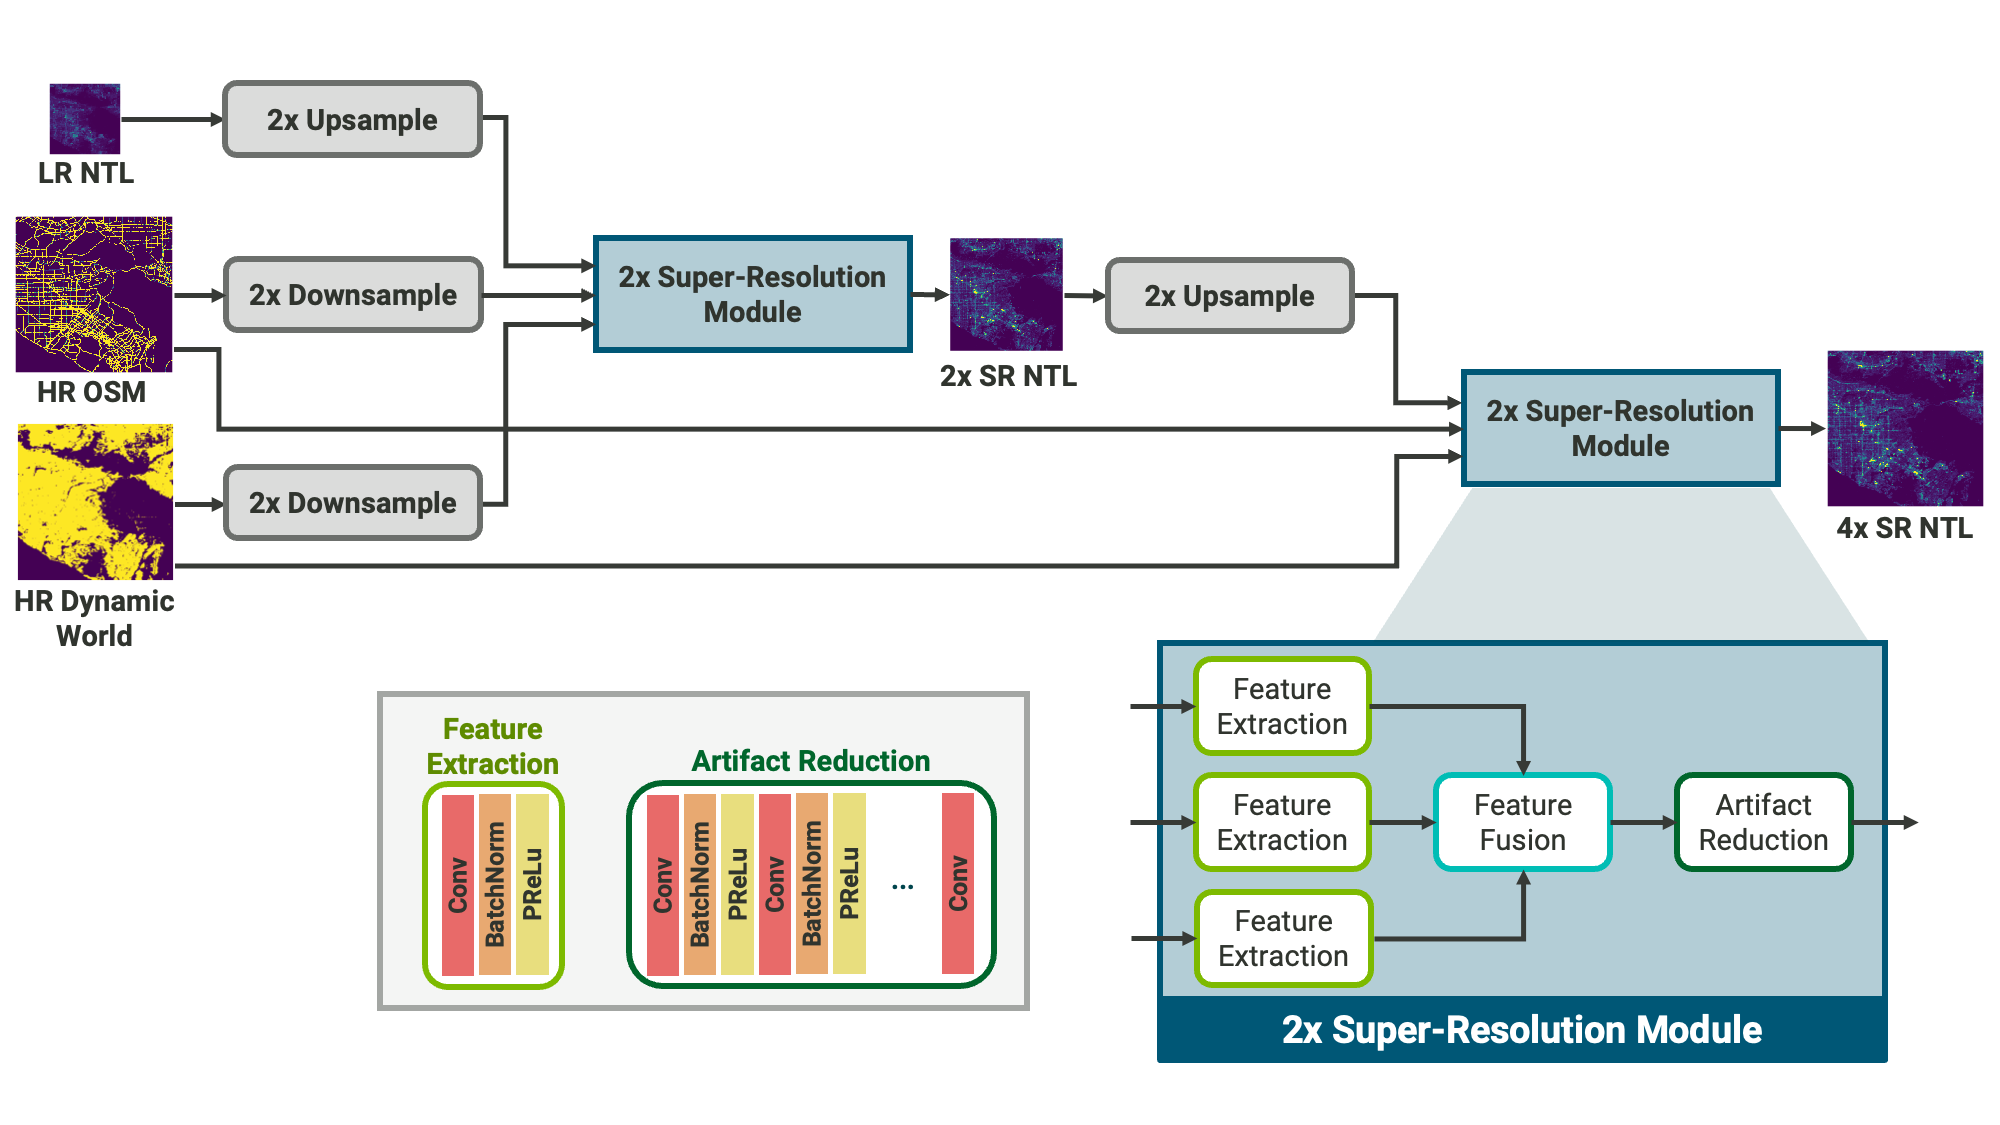 2x Upsample
LR NTL
2x Downsample
HR OSM
2x Super-Resolution
Module
2x SR NTL
2x Upsample
2x Super-Resolution
Module
4x SR NTL
2x Downsample
HR Dynamic
World
Feature
Extraction
Conv
BatchNorm
PReLu
Artifact Reduction
Conv
BatchNorm
PReLu
Conv
BatchNorm
PReLu
...
Conv
Feature
Extraction
Feature
Extraction
Feature
Extraction
Feature
Fusion
Artifact
Reduction
2x Super-Resolution Module